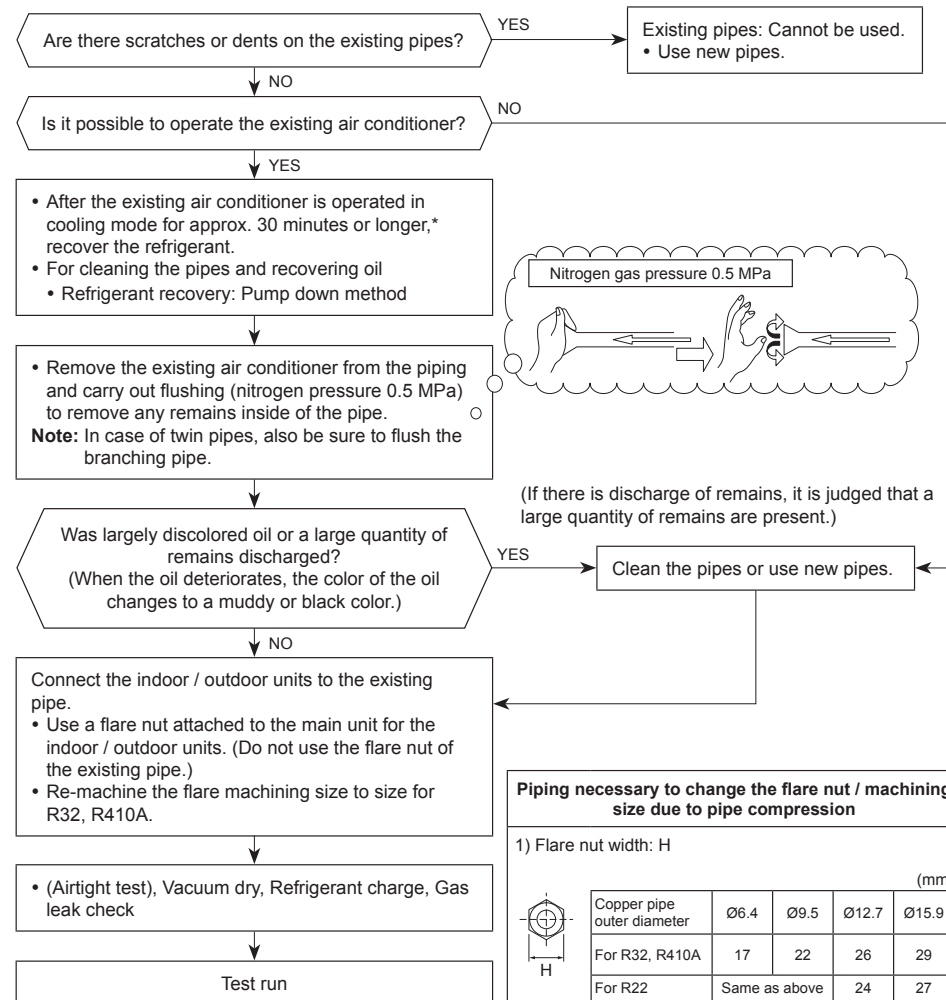 Are there scratches or dents on the existing pipes?
YES
Existing pipes: Cannot be used.
• Use new pipes.
NO
Is it possible to operate the existing air conditioner?
NO
YES
• After the existing air conditioner is operated in
cooling mode for approx. 30 minutes or longer,*
recover the refrigerant.
• For cleaning the pipes and recovering oil
• Refrigerant recovery: Pump down method
Nitrogen gas pressure 0.5 MPa
• Remove the existing air conditioner from the piping
and carry out flushing (nitrogen pressure 0.5 MPa)
to remove any remains inside of the pipe.
Note: In case of twin pipes, also be sure to flush the
branching pipe.
(If there is discharge of remains, it is judged that a
large quantity of remains are present.)
Was largely discolored oil or a large quantity of
remains discharged?
(When the oil deteriorates, the color of the oil
changes to a muddy or black color.)
YES
Clean the pipes or use new pipes.
NO
Connect the indoor / outdoor units to the existing
pipe.
• Use a flare nut attached to the main unit for the
indoor / outdoor units. (Do not use the flare nut of
the existing pipe.)
• Re-machine the flare machining size to size for
R32, R410A.
• (Airtight test), Vacuum dry, Refrigerant charge, Gas
leak check
Test run
Piping necessary to change the flare nut / machining
size due to pipe compression
1) Flare nut width: H
(mm
H
Copper pipe
outer diameter Ø6.4 Ø9.5 Ø12.7 Ø15.9
For R32, R410A 17 22 26 29
For R22 Same as above 24 27